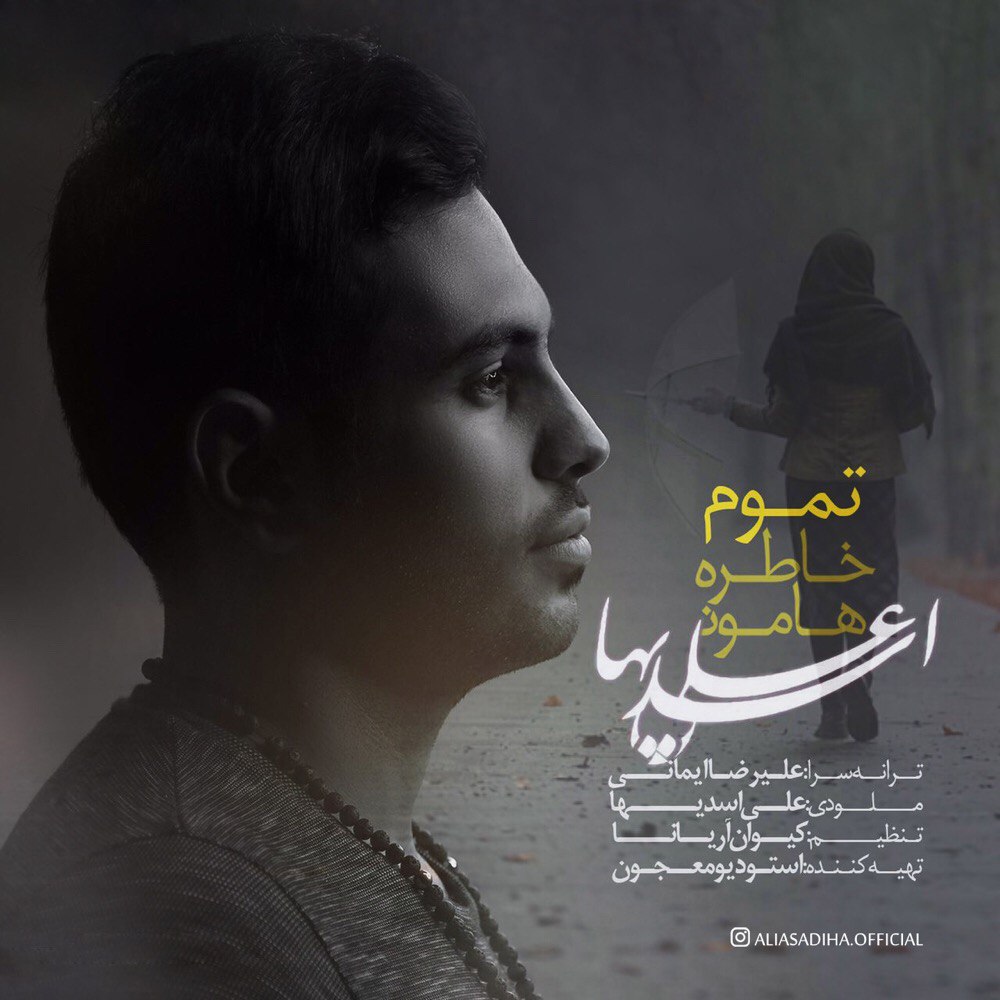 تموم
خاطره
هامون
علی اسدیها
ترانه سرا:علیرضا ایمانی
ملودی:علی اسدیها
تنظیم:کیوان آریانا
تهیه کننده:استودیو معجون
ALIASADIHA.OFFICIAL